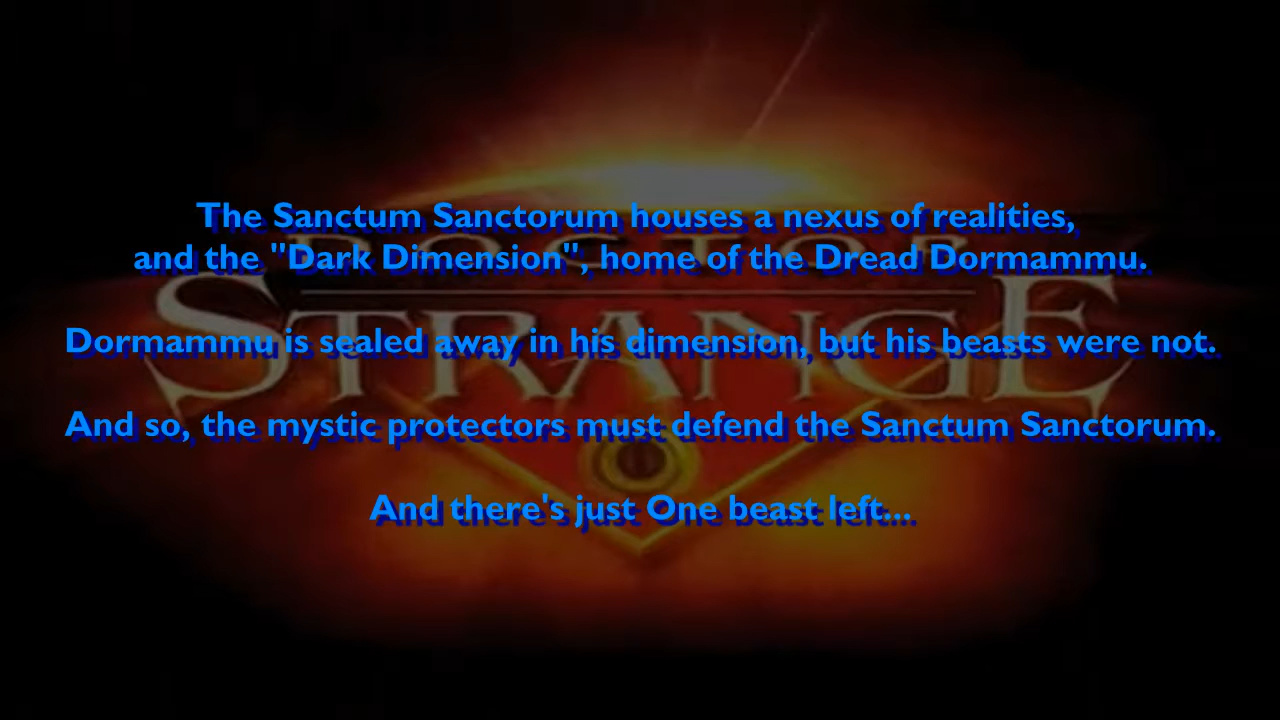 The Sanctum Sanctorum houses a nexus of realities,
and the "Dark Dimension", home of the Dread Dormammu.
Dormammu is sealed away in his dimension, but his beasts were not.
And so, the mystic protectors must defend the Sanctum Sanctorum.
And there's just One beast left...
DOCTOR
STRANGE